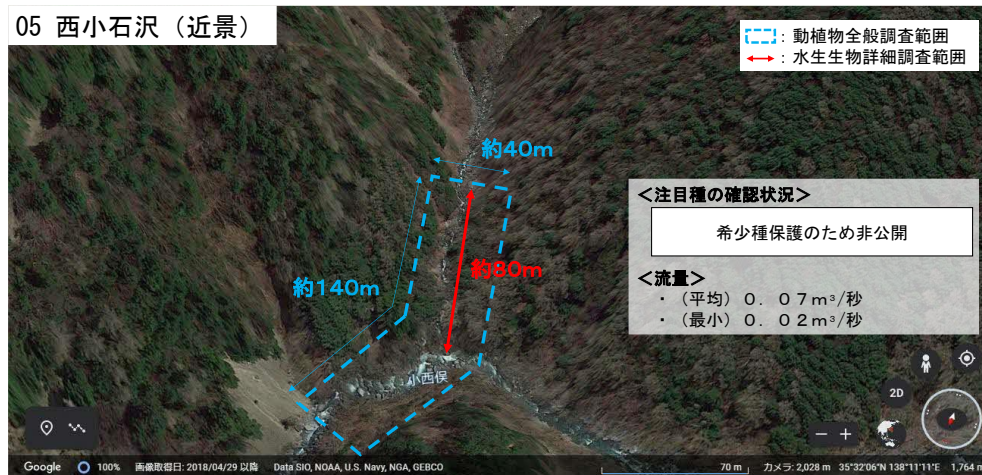 05 西小石沢（近景）
：動植物全般調査範囲
：水生生物詳細調査範囲
約40m
＜注目種の確認状況＞
希少種保護のため非公開
約80m
約140m
＜流量＞
・（平均）０．０７m³/秒
・（最小）０．０２m³/秒
小西俣
2D
Google 100% 画像取得日: 2018/04/29 以降 Data SIO, NOAA, U.S. Navy, NGA, GEBCO 70 m カメラ: 2,028 m 35°32'06"N 138°11'11"E 1,764 m